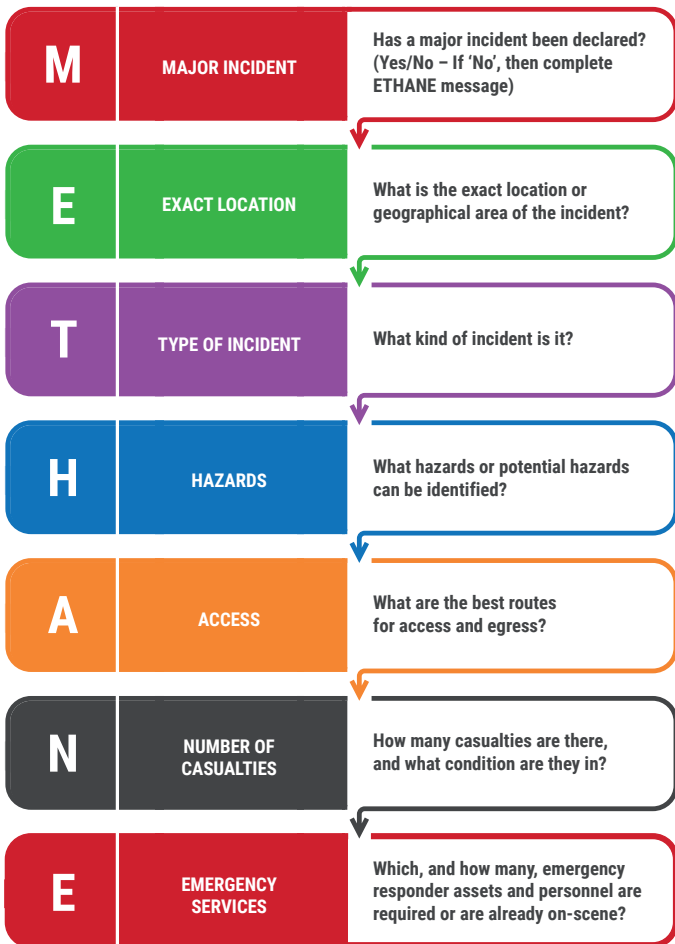 M
MAJOR INCIDENT
Has a major incident been declared?
(Yes/No – If ‘No’, then complete
ETHANE message)
E
EXACT LOCATION
What is the exact location or
geographical area of the incident?
T
TYPE OF INCIDENT
What kind of incident is it?
H
HAZARDS
What hazards or potential hazards
can be identified?
A
ACCESS
What are the best routes
for access and egress?
N
NUMBER OF
CASUALTIES
How many casualties are there,
and what condition are they in?
E
EMERGENCY
SERVICES
Which, and how many, emergency
responder assets and personnel are
required or are already on-scene?